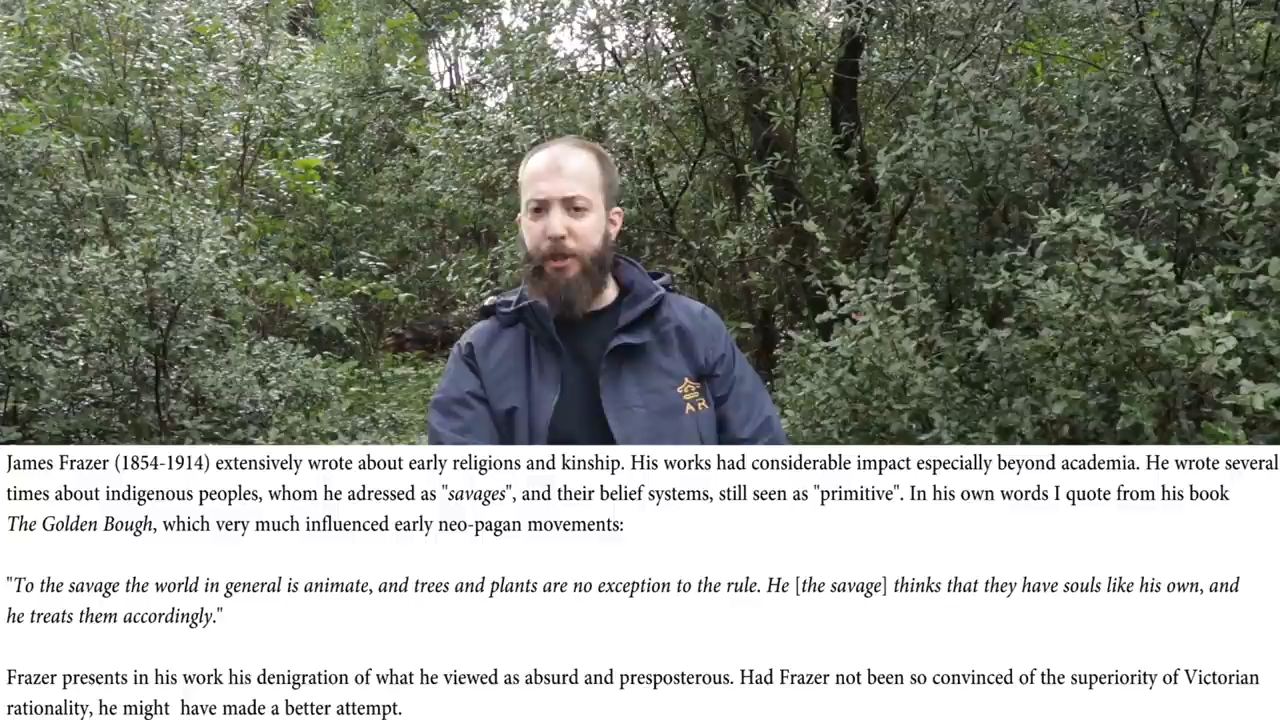 AR
James Frazer (1854-1914) extensively wrote about early religions and kinship. His works had considerable impact especially beyond academia. He wrote several
times about indigenous peoples, whom he adressed as "savages", and their belief systems, still seen as "primitive". In his own words I quote from his book
The Golden Bough, which very much influenced early neo-pagan movements:
"To the savage the world in general is animate, and trees and plants are no exception to the rule. He [the savage] thinks that they have souls like his own, and
he treats them accordingly."
Frazer presents in his work his denigration of what he viewed as absurd and presposterous. Had Frazer not been so convinced of the superiority of Victorian
rationality, he might  have made a better attempt.